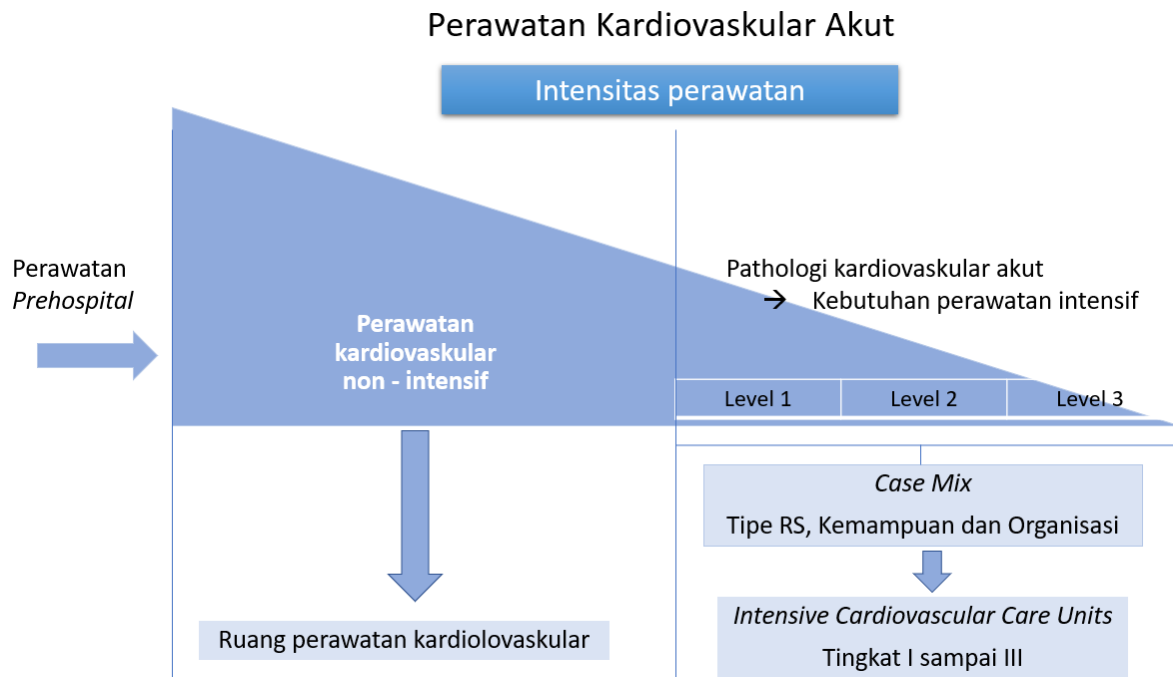 Perawatan Kardiovaskular Akut
Intensitas perawatan
Perawatan
Prehospital
Pathologi kardiovaskular akut
→ Kebutuhan perawatan intensif
Perawatan
kardiovaskular
non - intensif
Level 1
Level 2
Level 3
Case Mix
Tipe RS, Kemampuan dan Organisasi
Ruang perawatan kardiolovaskular
Intensive Cardiovascular Care Units
Tingkat I sampai III